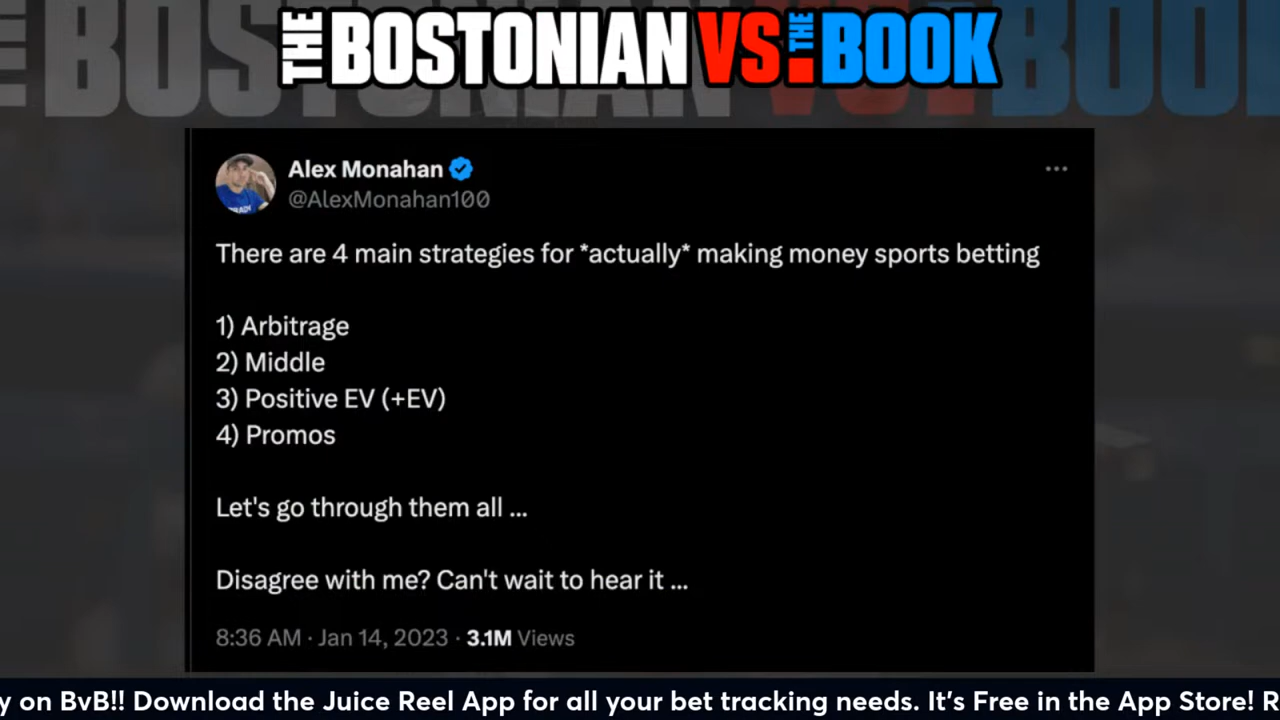 THE BOSTONIAN VS. THE BOOK
Alex Monahan
@AlexMonahan100
There are 4 main strategies for *actually* making money sports betting
1) Arbitrage
2) Middle
3) Positive EV (+EV)
4) Promos
Let's go through them all ...
Disagree with me? Can't wait to hear it ...
8:36 AM · Jan 14, 2023 · 3.1M Views
y on BvB!! Download the Juice Reel App for all your bet tracking needs. It's Free in the App Store! R